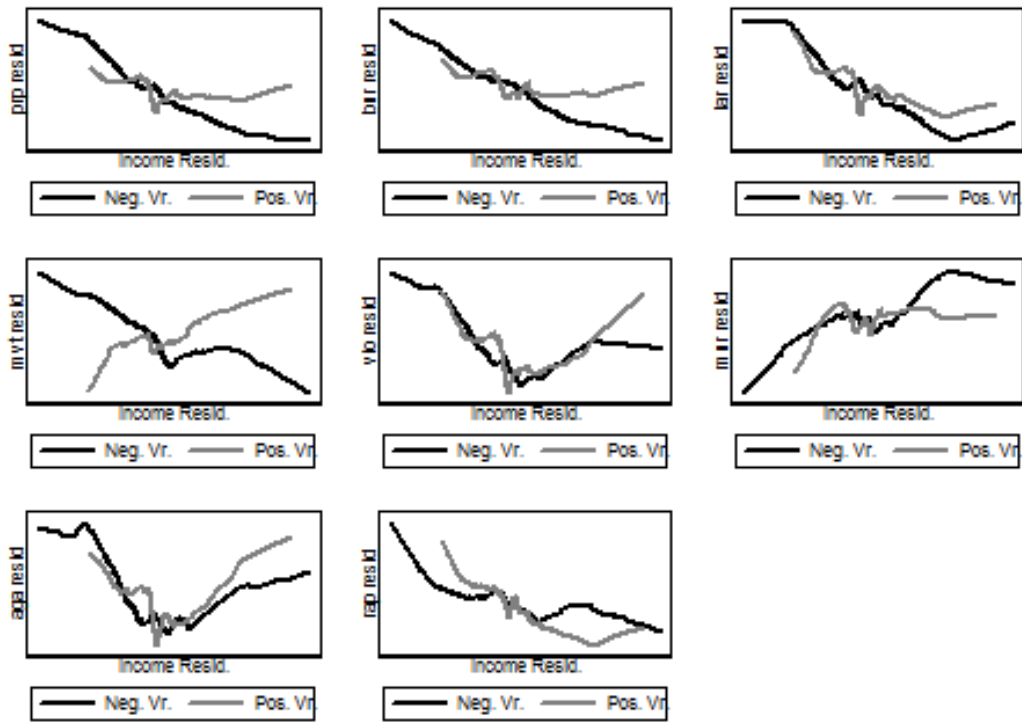 prp resid
bur resid
lar resid
Income Resid.
Income Resid.
Income Resid.
Neg. Vr. Pos. Vr.
Neg. Vr. Pos. Vr.
Neg. Vr. Pos. Vr.
mvt resid
vio resid
mur resid
Income Resid.
Income Resid.
Income Resid.
Neg. Vr. Pos. Vr.
Neg. Vr. Pos. Vr.
Neg. Vr. Pos. Vr.
aga resid
rap resid
Income Resid.
Income Resid.
Neg. Vr. Pos. Vr.
Neg. Vr. Pos. Vr.